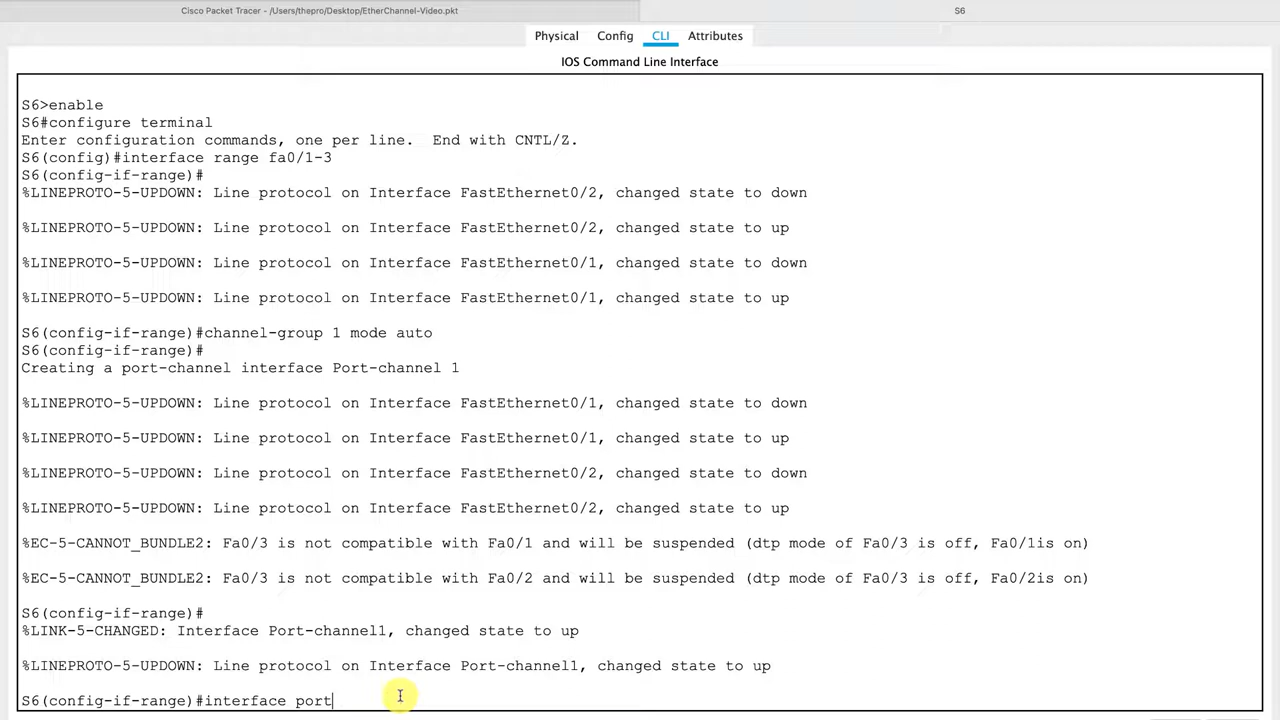 Cisco Packet Tracer - /Users/thepro/Desktop/EtherChannel-Video.pkt
S6
Physical Config CLI Attributes
IOS Command Line Interface
S6>enable
S6#configure terminal
Enter configuration commands, one per line. End with CNTL/Z.
S6(config)#interface range fa0/1-3
S6(config-if-range)#
%LINEPROTO-5-UPDOWN: Line protocol on Interface FastEthernet0/2, changed state to down
%LINEPROTO-5-UPDOWN: Line protocol on Interface FastEthernet0/2, changed state to up
%LINEPROTO-5-UPDOWN: Line protocol on Interface FastEthernet0/1, changed state to down
%LINEPROTO-5-UPDOWN: Line protocol on Interface FastEthernet0/1, changed state to up
S6(config-if-range)#channel-group 1 mode auto
S6(config-if-range)#
Creating a port-channel interface Port-channel 1
%LINEPROTO-5-UPDOWN: Line protocol on Interface FastEthernet0/1, changed state to down
%LINEPROTO-5-UPDOWN: Line protocol on Interface FastEthernet0/1, changed state to up
%LINEPROTO-5-UPDOWN: Line protocol on Interface FastEthernet0/2, changed state to down
%LINEPROTO-5-UPDOWN: Line protocol on Interface FastEthernet0/2, changed state to up
%EC-5-CANNOT_BUNDLE2: Fa0/3 is not compatible with Fa0/1 and will be suspended (dtp mode of Fa0/3 is off, Fa0/1is on)
%EC-5-CANNOT_BUNDLE2: Fa0/3 is not compatible with Fa0/2 and will be suspended (dtp mode of Fa0/3 is off, Fa0/2is on)
S6(config-if-range)#
%LINK-5-CHANGED: Interface Port-channel1, changed state to up
%LINEPROTO-5-UPDOWN: Line protocol on Interface Port-channel1, changed state to up
S6(config-if-range)#interface port